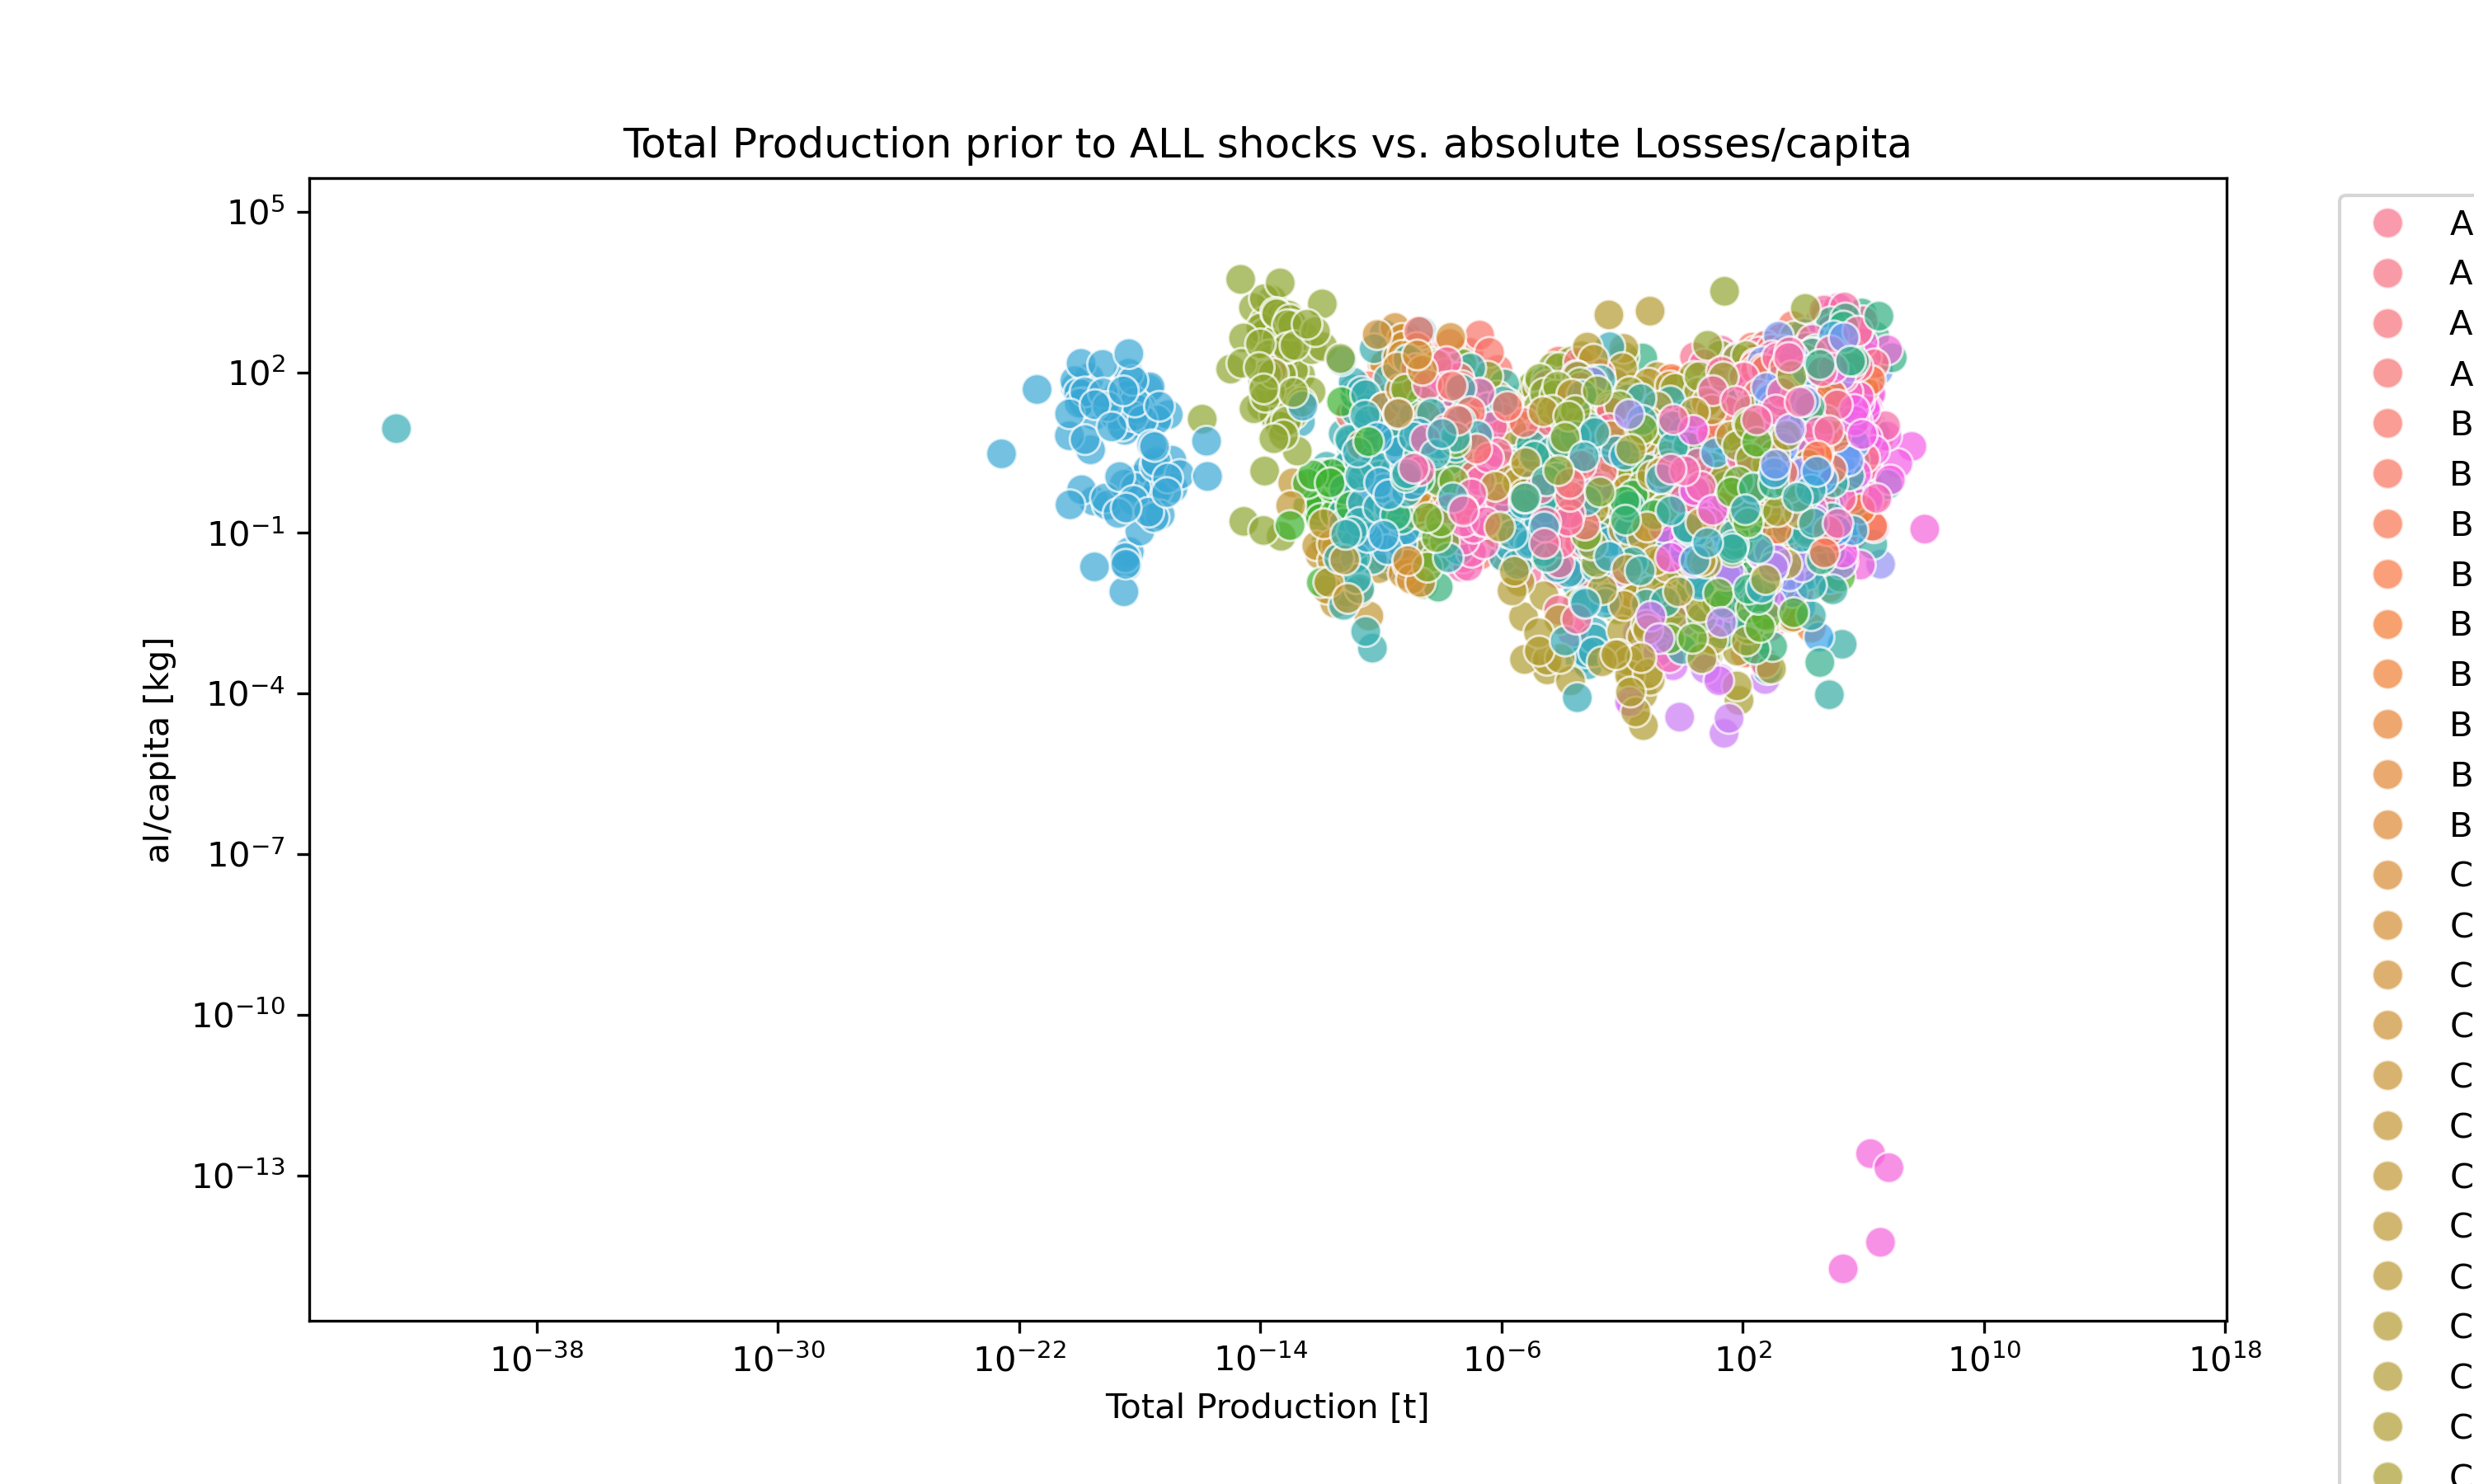 Total Production prior to ALL shocks vs. absolute Losses/capita
al/capita [kg]
10^5
10^2
10^−1
10^−4
10^−7
10^−10
10^−13
10^−38
10^−30
10^−22
10^−14
10^−6
10^2
10^10
10^18
Total Production [t]
A
A
A
A
B
B
B
B
B
B
B
B
B
C
C
C
C
C
C
C
C
C
C
C
C
C